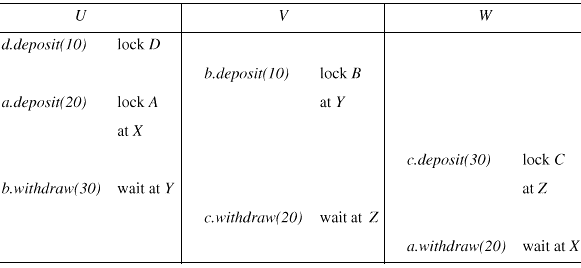 U V W
d.deposit(10) lock D
b.deposit(10) lock B
a.deposit(20) lock A at Y
at X
c.deposit(30) lock C
b.withdraw(30) wait at Y at Z
c.withdraw(20) wait at Z
a.withdraw(20) wait at X